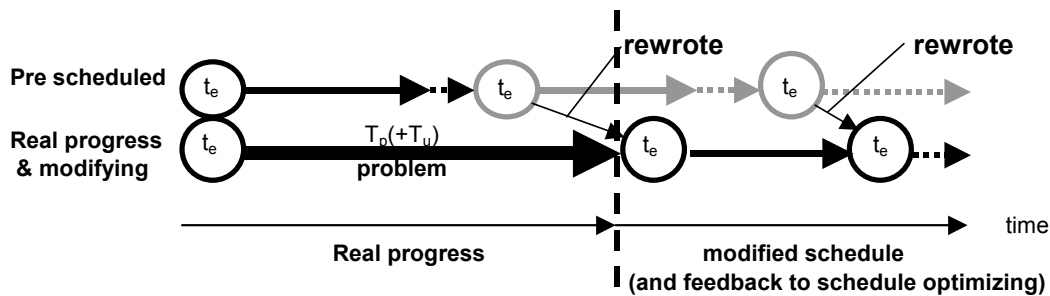 rewrote rewrote
Pre scheduled te te te
Real progress
& modifying te Tp(+Tu) te te
problem
time
Real progress modified schedule
(and feedback to schedule optimizing)